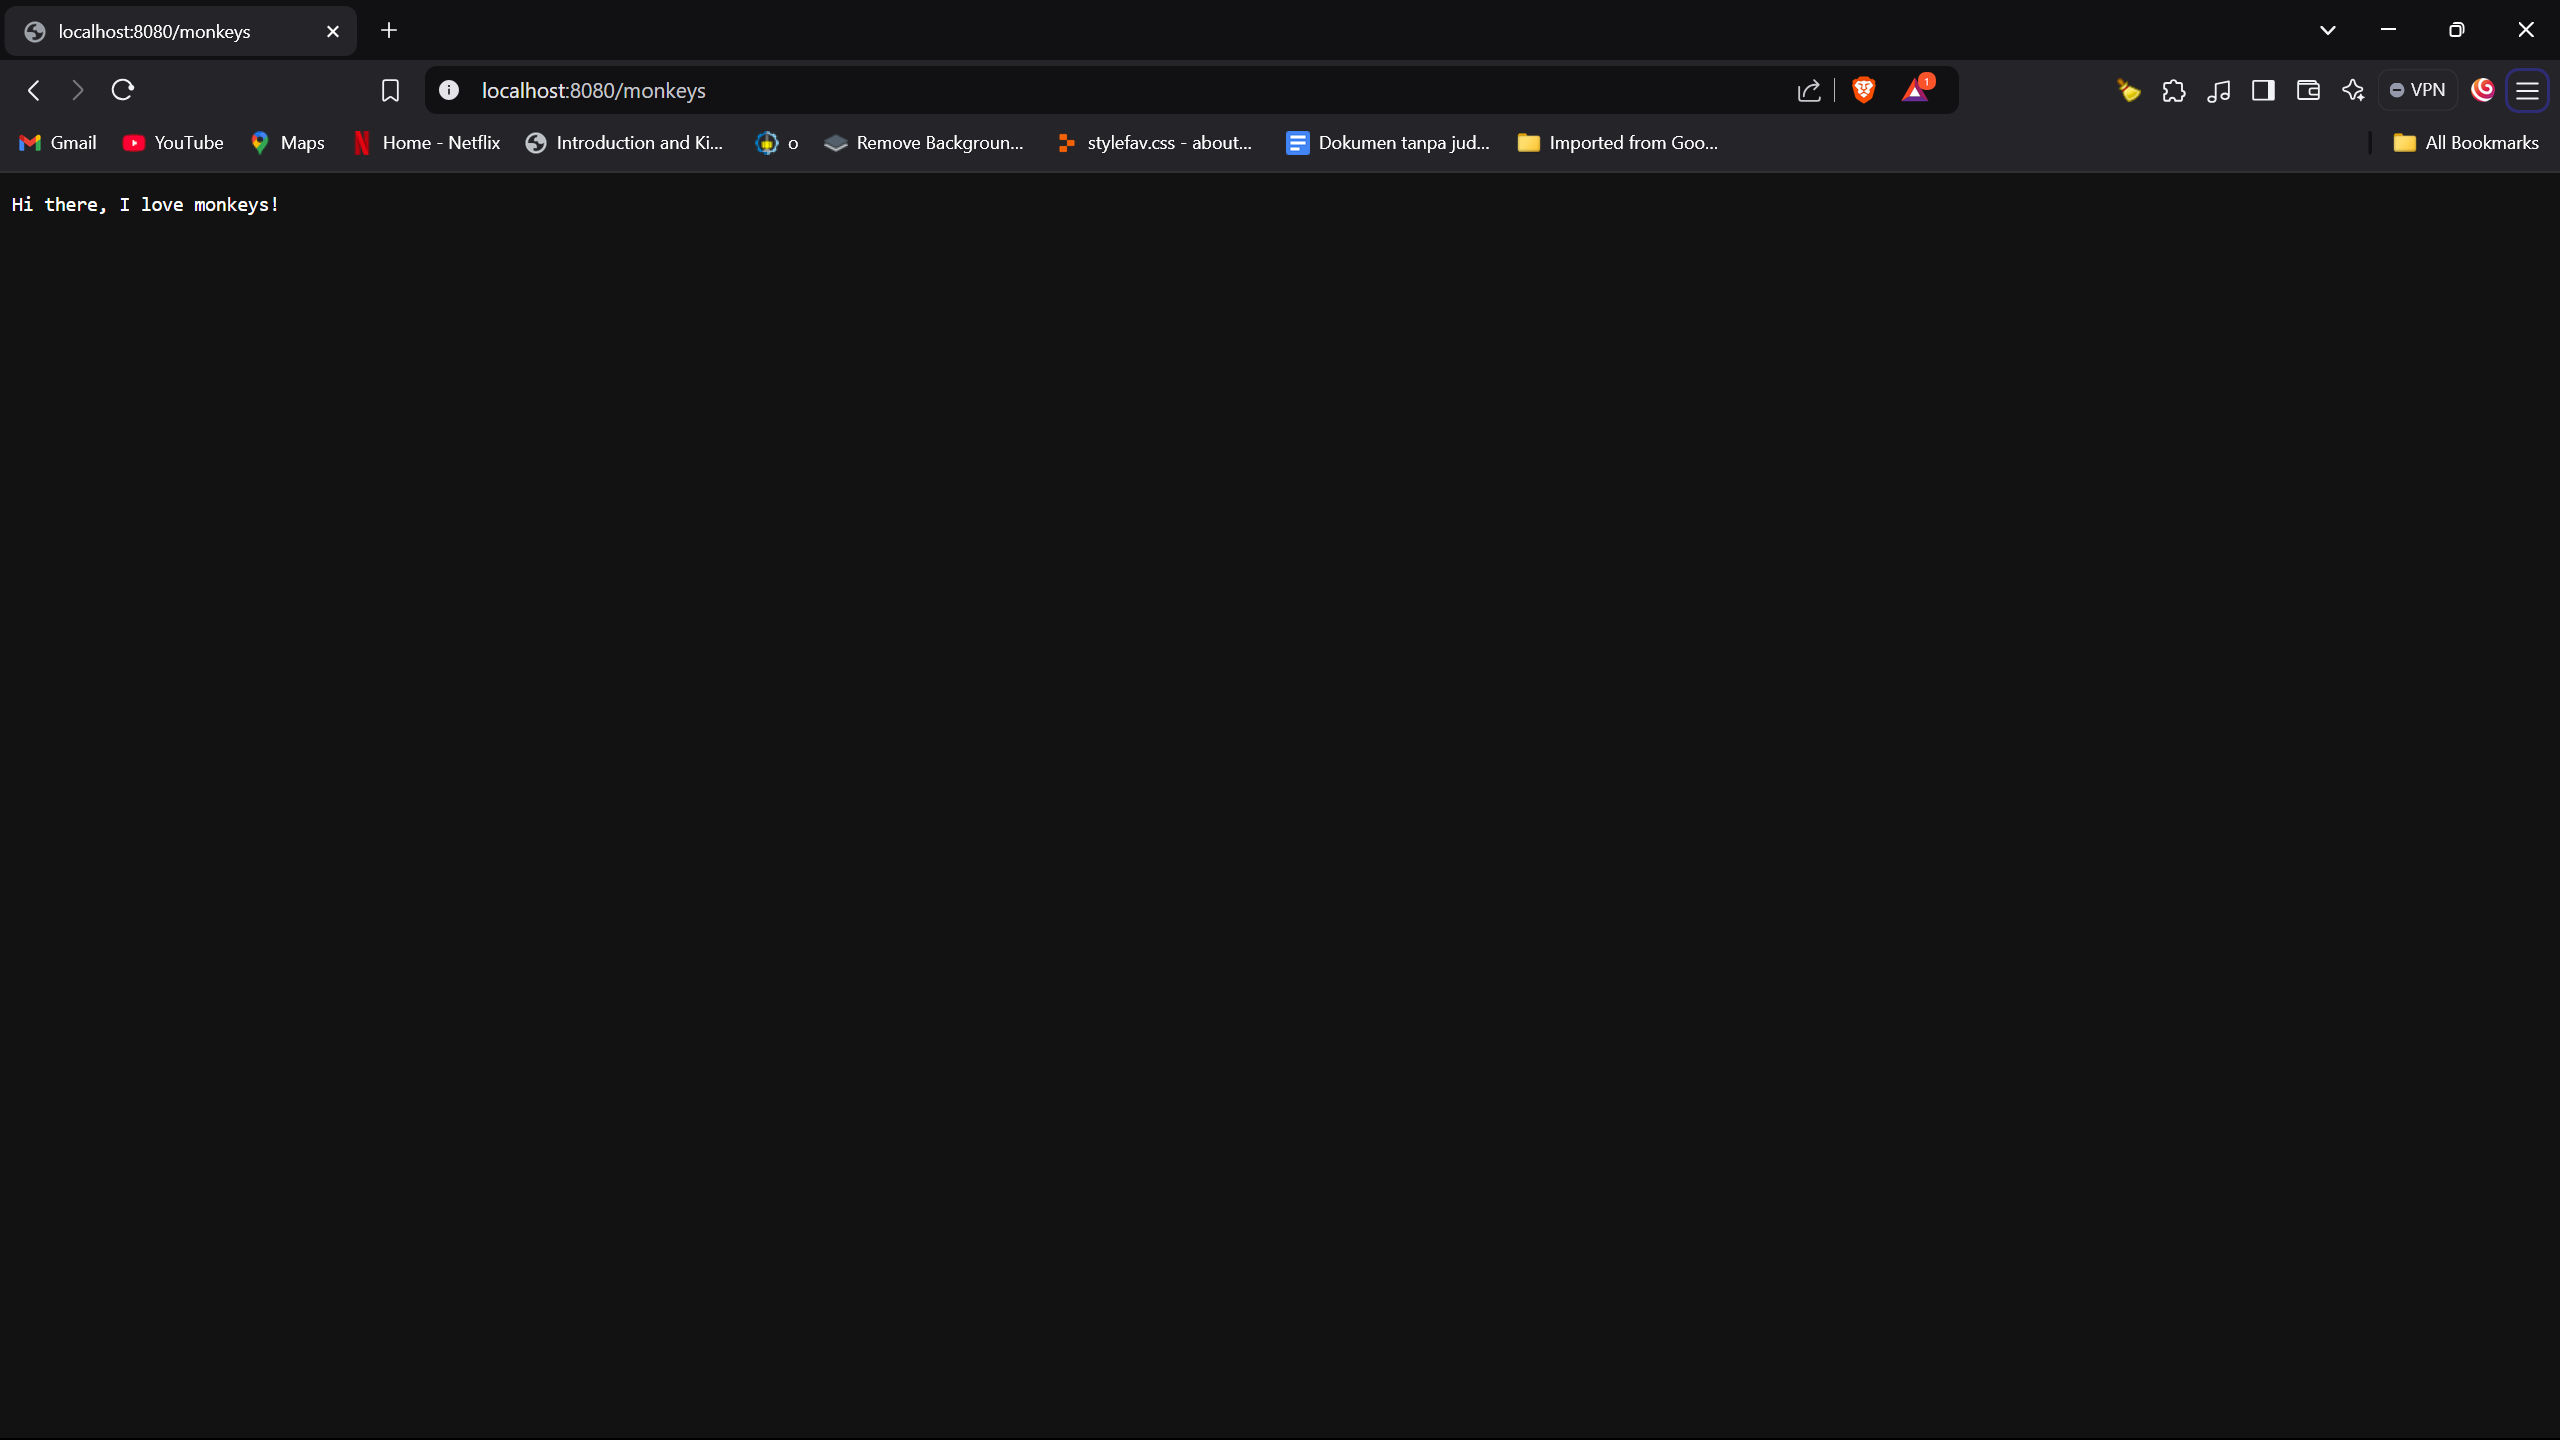 localhost:8080/monkeys
localhost:8080/monkeys
1
VPN
Gmail
YouTube
Maps
Home - Netflix
Introduction and Ki...
o
Remove Backgroun...
stylefav.css - about...
Dokumen tanpa jud...
Imported from Goo...
All Bookmarks
Hi there, I love monkeys!